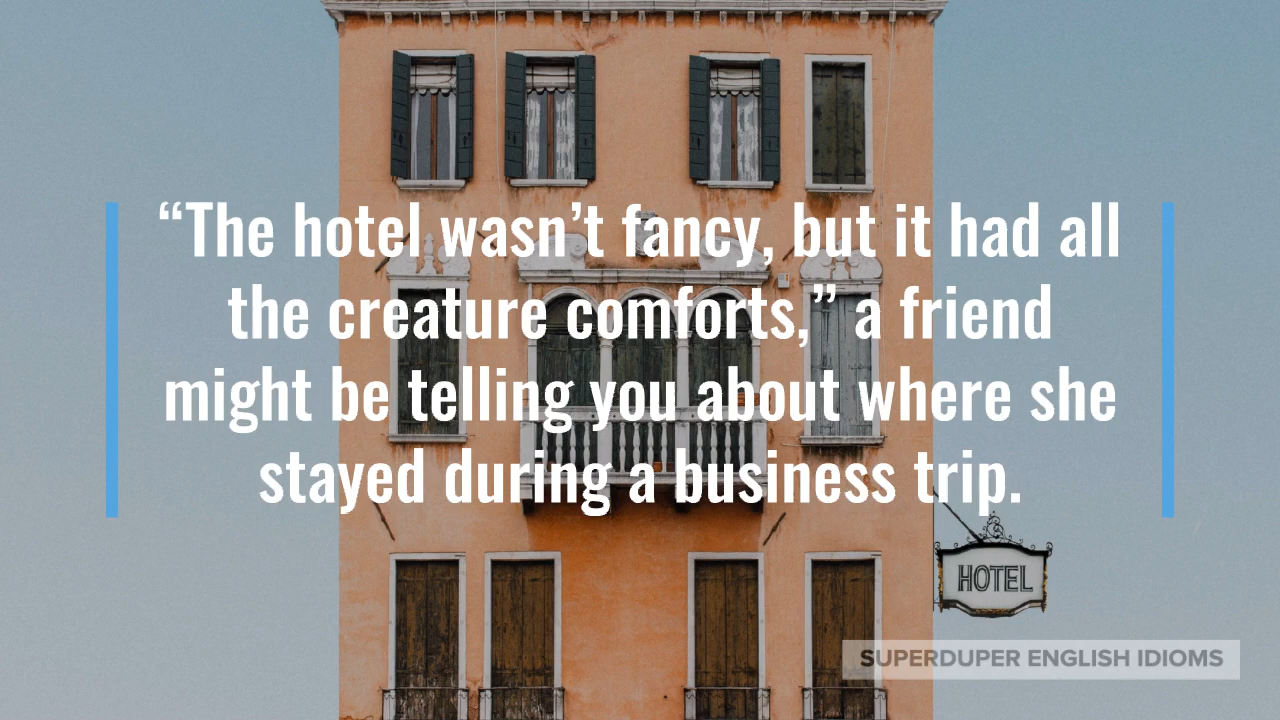 “The hotel wasn’t fancy, but it had all
the creature comforts,” a friend
might be telling you about where she
stayed during a business trip.
HOTEL
SUPERDUPER ENGLISH IDIOMS